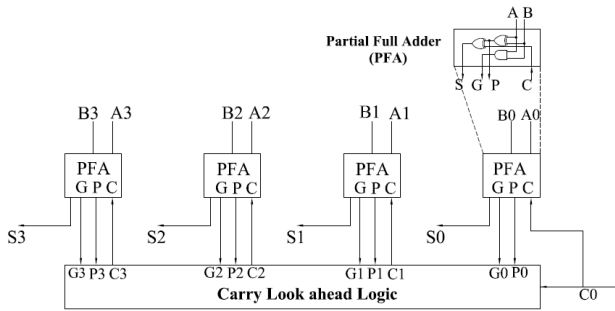 A B
Partial Full Adder
(PFA)
S G P C
B3 A3 B2 A2 B1 A1 B0 A0
PFA PFA PFA PFA
G P C G P C G P C G P C
S3 S2 S1 S0
G3 P3 C3 G2 P2 C2 G1 P1 C1 G0 P0
Carry Look ahead Logic C0